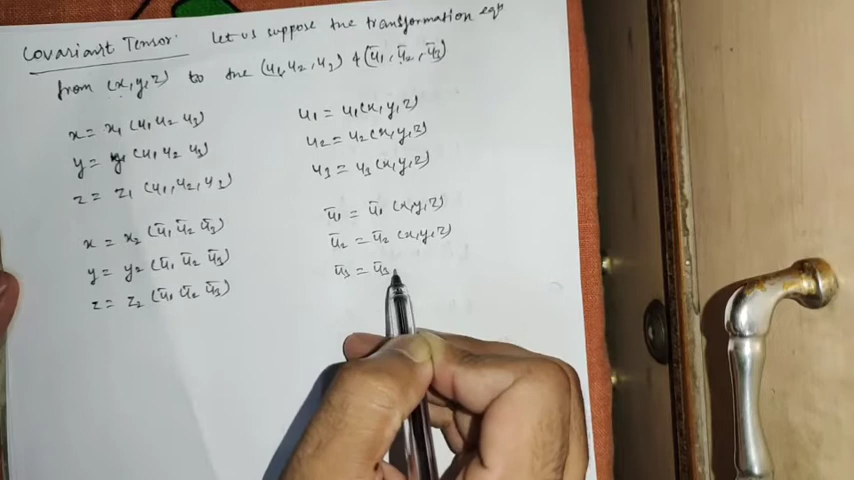 Covariant Tensor. Let us suppose the transformation eqn
from (x,y,z) to the (u1,u2,u3) & (ū1,ū2,ū3)
x = x1(u1 u2 u3)
y = y1(u1 u2 u3)
z = z1(u1,u2,u3)
x = x2(ū1 ū2 ū3)
y = y2(ū1 ū2 ū3)
z = z2(ū1 ū2 ū3)
u1 = u1(x,y,z)
u2 = u2(x,y,z)
u3 = u3(x,y,z)
ū1 = ū1(x,y,z)
ū2 = ū2(x,y,z)
ū3 = ū3